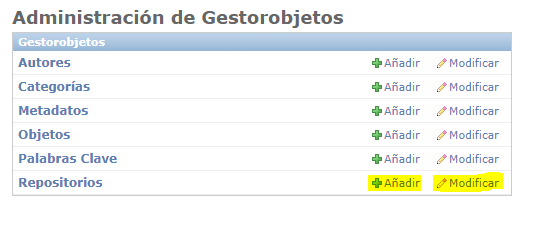 Administración de Gestorobjetos
Gestorobjetos
Autores Añadir Modificar
Categorías Añadir Modificar
Metadatos Añadir Modificar
Objetos Añadir Modificar
Palabras Clave Añadir Modificar
Repositorios Añadir Modificar